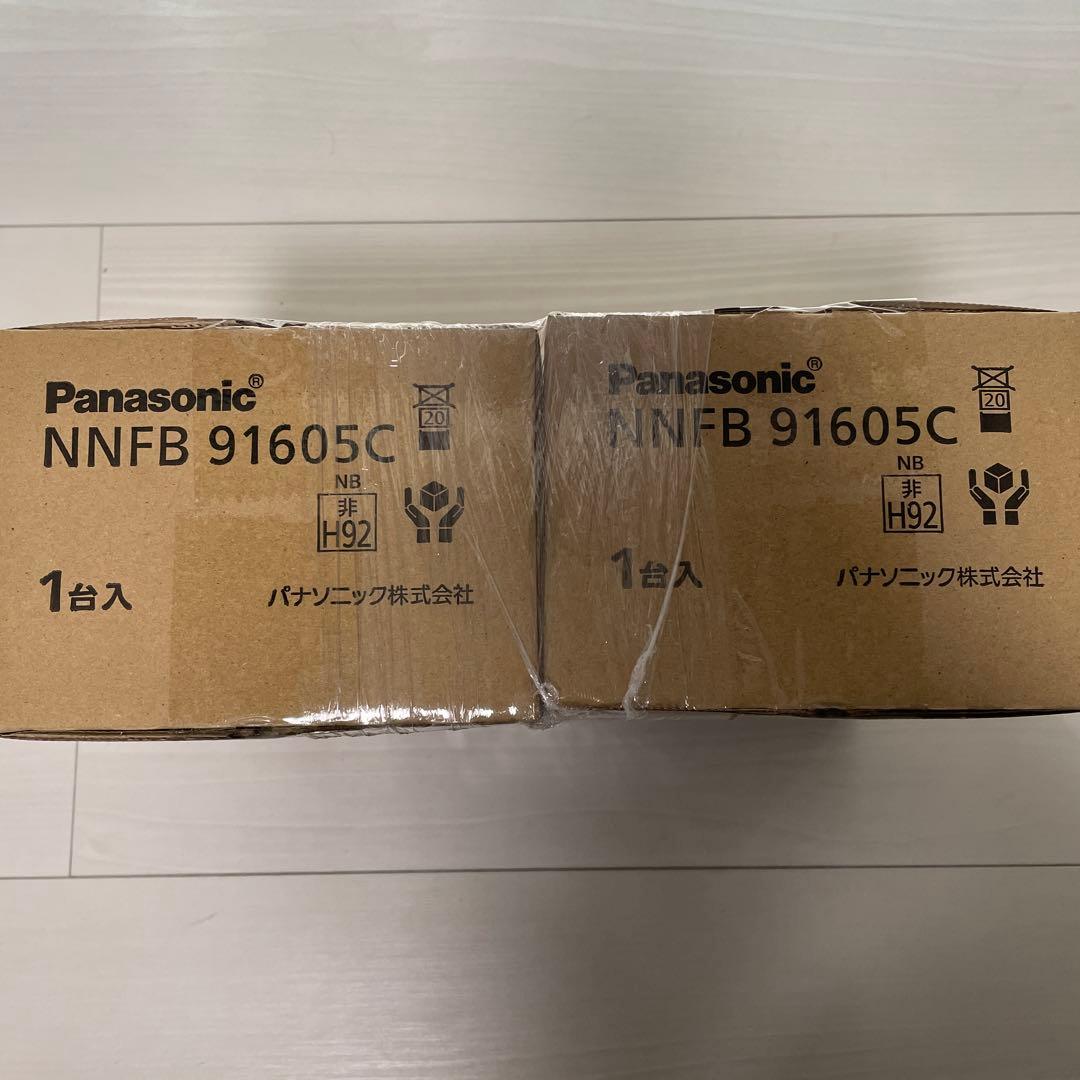 Panasonic®
NNFB 91605C
20
NB
非
H92
1台入
パナソニック株式会社
Panasonic®
NNFB 91605C
20
NB
非
H92
1台入
パナソニック株式会社